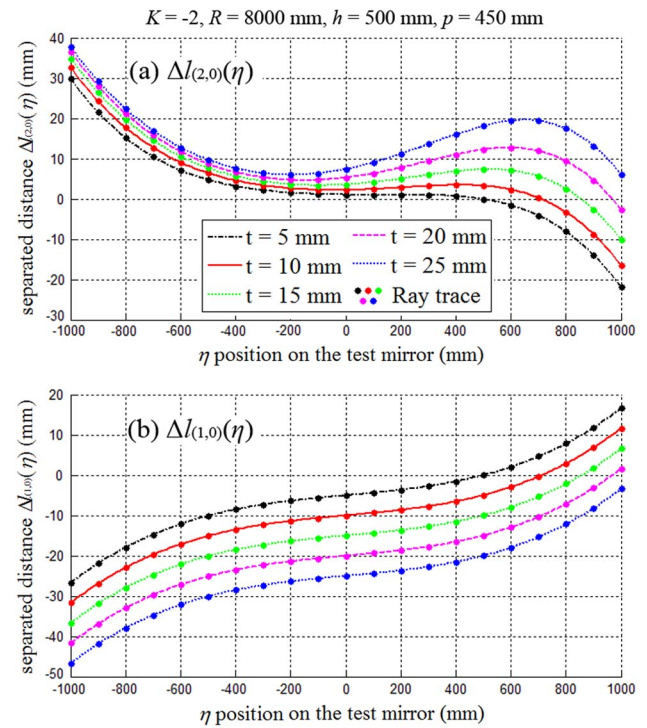 K = -2, R = 8000 mm, h = 500 mm, p = 450 mm
(a) Δl(2,0)(η)
separated distance Δl(2,0)(η) (mm)
40
30
20
10
0
-10
-20
-30
t = 5 mm
t = 20 mm
t = 10 mm
t = 25 mm
t = 15 mm
Ray trace
-1000 -800 -600 -400 -200 0 200 400 600 800 1000
η position on the test mirror (mm)
(b) Δl(1,0)(η)
separated distance Δl(1,0)(η) (mm)
20
10
0
-10
-20
-30
-40
-50
-1000 -800 -600 -400 -200 0 200 400 600 800 1000
η position on the test mirror (mm)